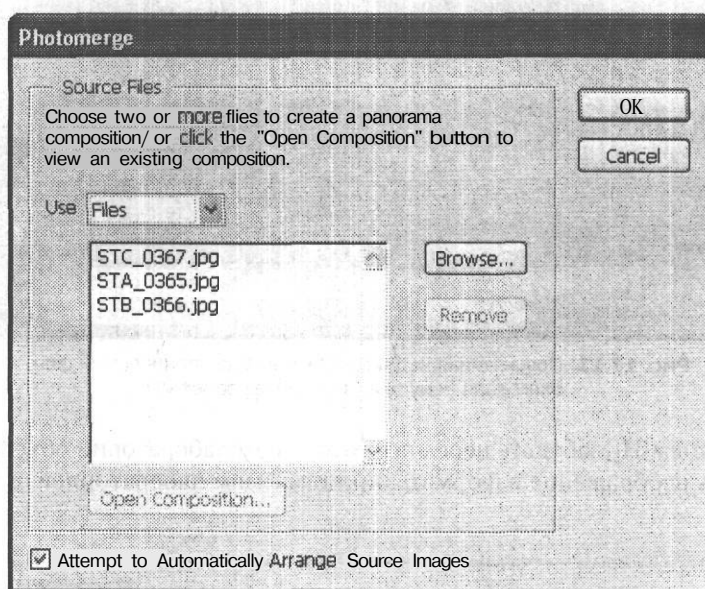 Photomerge
Source Files
Choose two or more flies to create a panorama
composition/ or click the "Open Composition" button to
view an existing composition.
OK
Cancel
Use Files
STC_0367.jpg
STA_0365.jpg
STB_0366.jpg
Browse...
Remove
Open Composition...
Attempt to Automatically Arrange Source Images